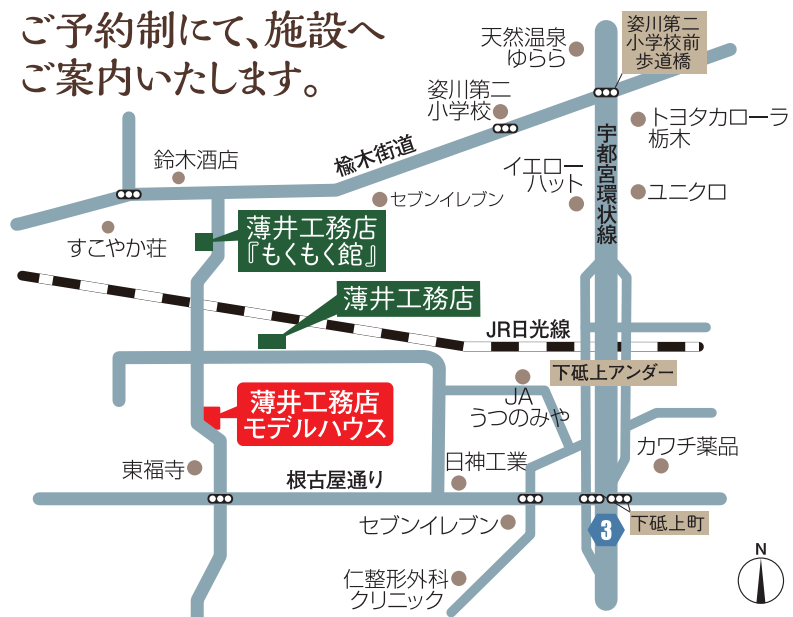 ご予約制にて、施設へ
ご案内いたします。
天然温泉
ゆらら
姿川第二
小学校前
歩道橋
姿川第二
小学校
トヨタカローラ
栃木
宇都宮環状線
楡木街道
鈴木酒店
イエロー
ハット
ユニクロ
セブンイレブン
すこやか荘
薄井工務店
『もくもく館』
薄井工務店
JR日光線
下砥上アンダー
JA
うつのみや
薄井工務店
モデルハウス
カワチ薬品
東福寺
日神工業
根古屋通り
セブンイレブン
下砥上町
3
仁整形外科
クリニック
N